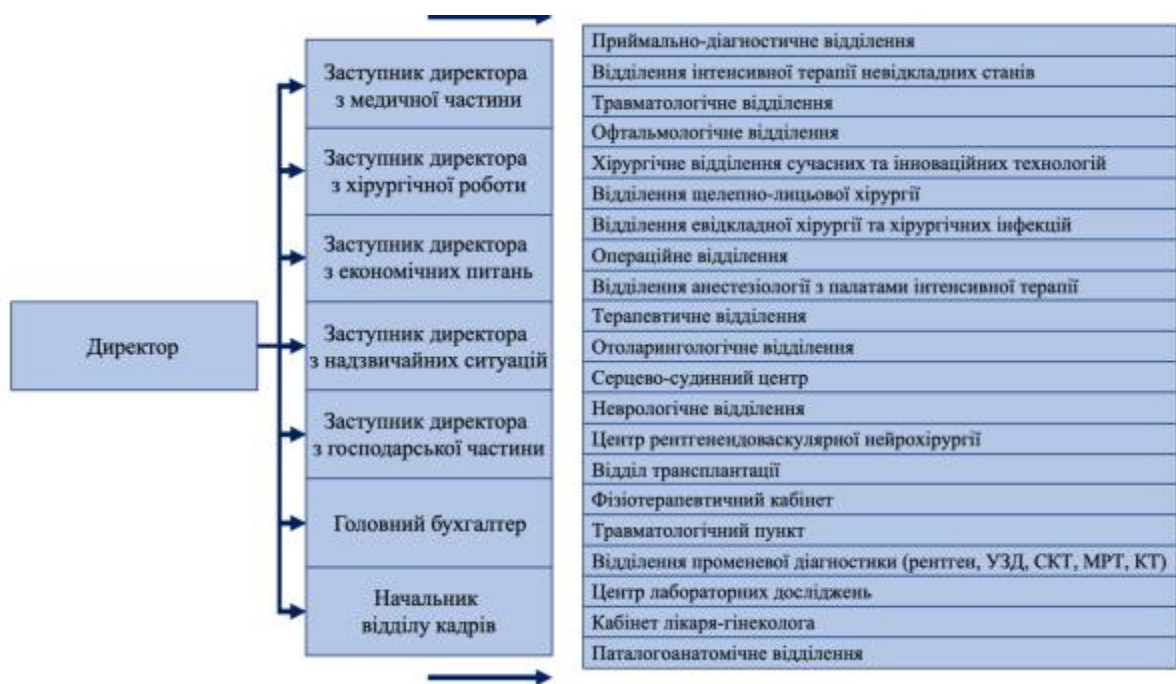 Директор
Заступник директора
з медичної частини
Заступник директора
з хірургічної роботи
Заступник директора
з економічних питань
Заступник директора
з надзвичайних ситуацій
Заступник директора
з господарської частини
Головний бухгалтер
Начальник
відділу кадрів
Приймально-діагностичне відділення
Відділення інтенсивної терапії невідкладних станів
Травматологічне відділення
Офтальмологічне відділення
Хірургічне відділення сучасних та інноваційних технологій
Відділення щелепно-лицьової хірургії
Відділення евідкладної хірургії та хірургічних інфекцій
Операційне відділення
Відділення анестезіології з палатами інтенсивної терапії
Терапевтичне відділення
Отоларингологічне відділення
Серцево-судинний центр
Неврологічне відділення
Центр рентгенендоваскулярної нейрохірургії
Відділ трансплантації
Фізіотерапевтичний кабінет
Травматологічний пункт
Відділення променевої діагностики (рентген, УЗД, СКТ, МРТ, КТ)
Центр лабораторних досліджень
Кабінет лікаря-гінеколога
Паталогоанатомічне відділення